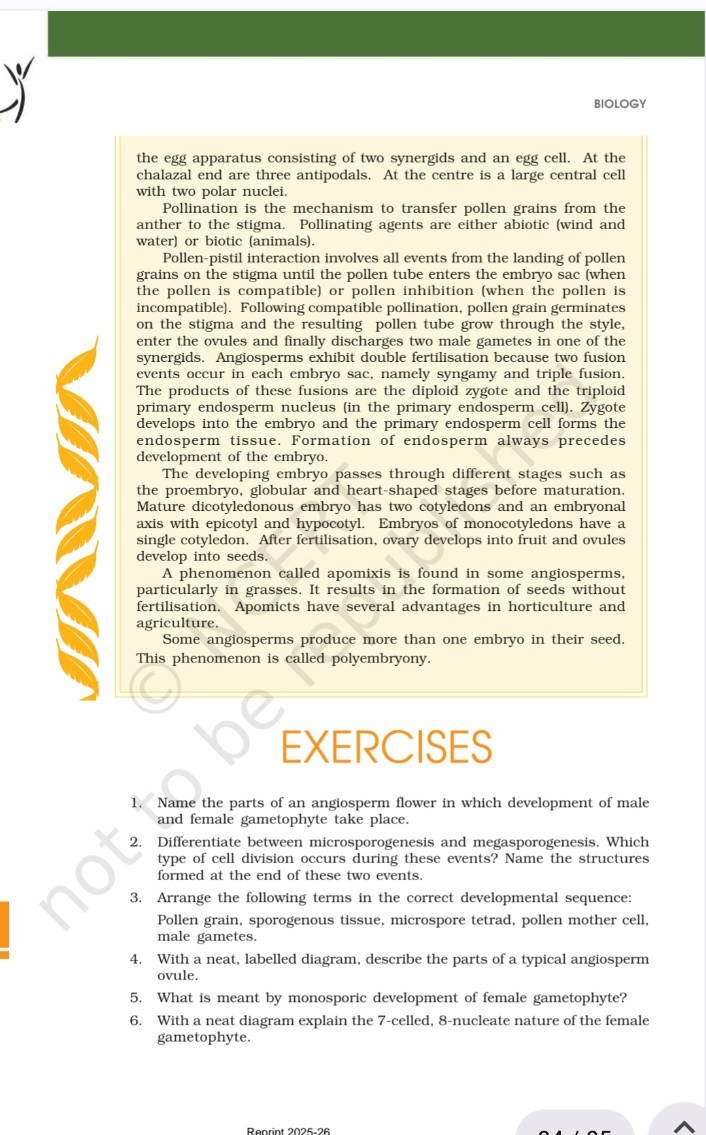 BIOLOGY
the egg apparatus consisting of two synergids and an egg cell. At the
chalazal end are three antipodals. At the centre is a large central cell
with two polar nuclei.
Pollination is the mechanism to transfer pollen grains from the
anther to the stigma. Pollinating agents are either abiotic (wind and
water) or biotic (animals).
Pollen-pistil interaction involves all events from the landing of pollen
grains on the stigma until the pollen tube enters the embryo sac (when
the pollen is compatible) or pollen inhibition (when the pollen is
incompatible). Following compatible pollination, pollen grain germinates
on the stigma and the resulting pollen tube grow through the style,
enter the ovules and finally discharges two male gametes in one of the
synergids. Angiosperms exhibit double fertilisation because two fusion
events occur in each embryo sac, namely syngamy and triple fusion.
The products of these fusions are the diploid zygote and the triploid
primary endosperm nucleus (in the primary endosperm cell). Zygote
develops into the embryo and the primary endosperm cell forms the
endosperm tissue. Formation of endosperm always precedes
development of the embryo.
The developing embryo passes through different stages such as
the proembryo, globular and heart-shaped stages before maturation.
Mature dicotyledonous embryo has two cotyledons and an embryonal
axis with epicotyl and hypocotyl. Embryos of monocotyledons have a
single cotyledon. After fertilisation, ovary develops into fruit and ovules
develop into seeds.
A phenomenon called apomixis is found in some angiosperms,
particularly in grasses. It results in the formation of seeds without
fertilisation. Apomicts have several advantages in horticulture and
agriculture.
Some angiosperms produce more than one embryo in their seed.
This phenomenon is called polyembryony.
© NCERT
not to be republished
EXERCISES
1. Name the parts of an angiosperm flower in which development of male
and female gametophyte take place.
2. Differentiate between microsporogenesis and megasporogenesis. Which
type of cell division occurs during these events? Name the structures
formed at the end of these two events.
3. Arrange the following terms in the correct developmental sequence:
Pollen grain, sporogenous tissue, microspore tetrad, pollen mother cell,
male gametes.
4. With a neat, labelled diagram, describe the parts of a typical angiosperm
ovule.
5. What is meant by monosporic development of female gametophyte?
6. With a neat diagram explain the 7-celled, 8-nucleate nature of the female
gametophyte.
Reprint 2025-26